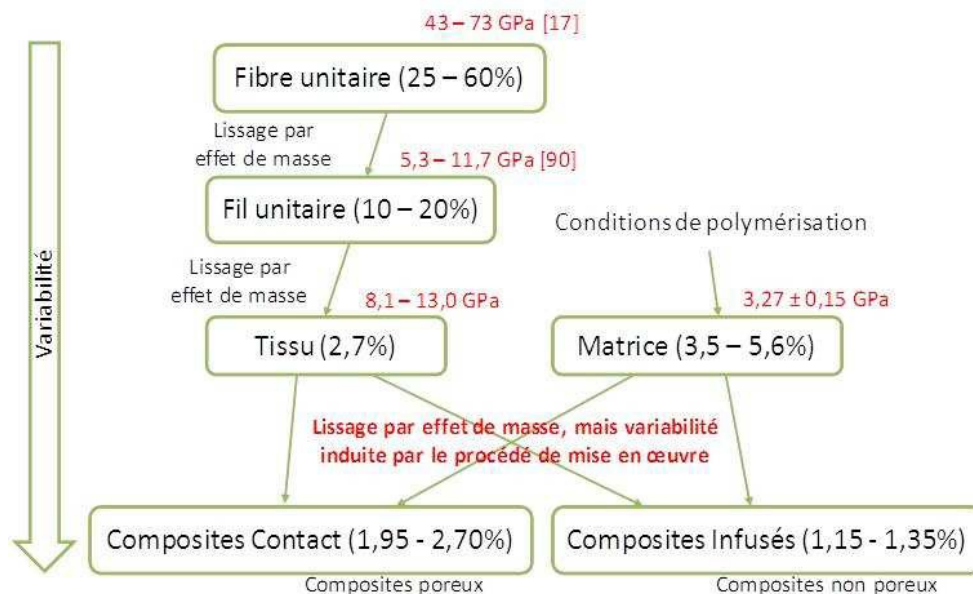 43 – 73 GPa [17]
Fibre unitaire (25 – 60%)
Lissage par
effet de masse
5,3 – 11,7 GPa [90]
Fil unitaire (10 – 20%)
Conditions de polymérisation
Lissage par
effet de masse
8,1 – 13,0 GPa
3,27 ± 0,15 GPa
Variabilité
Tissu (2,7%)
Matrice (3,5 – 5,6%)
Lissage par effet de masse, mais variabilité
induite par le procédé de mise en œuvre
Composites Contact (1,95 - 2,70%)
Composites Infusés (1,15 - 1,35%)
Composites poreux
Composites non poreux